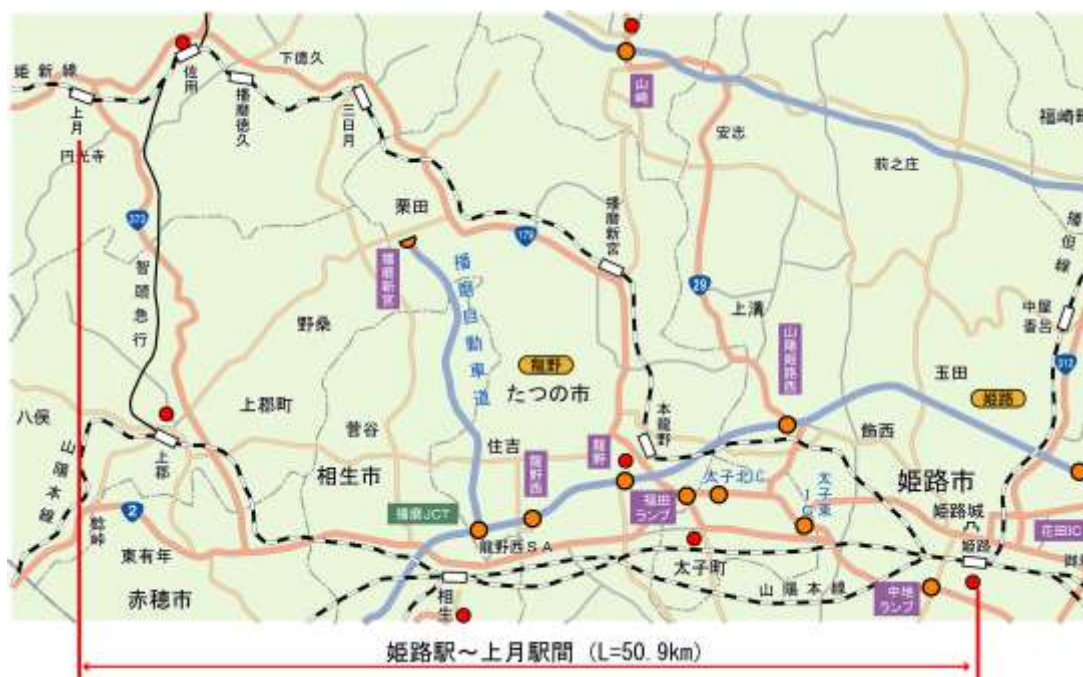 姫新線
上月
佐用
播磨徳久
下徳久
三日月
山崎
安志
前之庄
福崎町
円光寺
373
智頭急行
栗田
179
播磨新宮
播磨新宮
播磨自動車道
29
上溝
播但線
中屋
香呂
312
野桑
龍野
たつの市
山陽姫路西
玉田
姫路
八保
上郡町
上郡
菅谷
住吉
龍野西
龍野
本龍野
飾西
山陽本線
相生市
太子北IC
太子東IC
姫路市
姫路城
姫路
2
鯰峠
東有年
播磨JCT
龍野西SA
福田
ランプ
太子町
山陽本線
花田IC
赤穂市
相生
中地
ランプ
姫路駅～上月駅間 (L=50.9km)